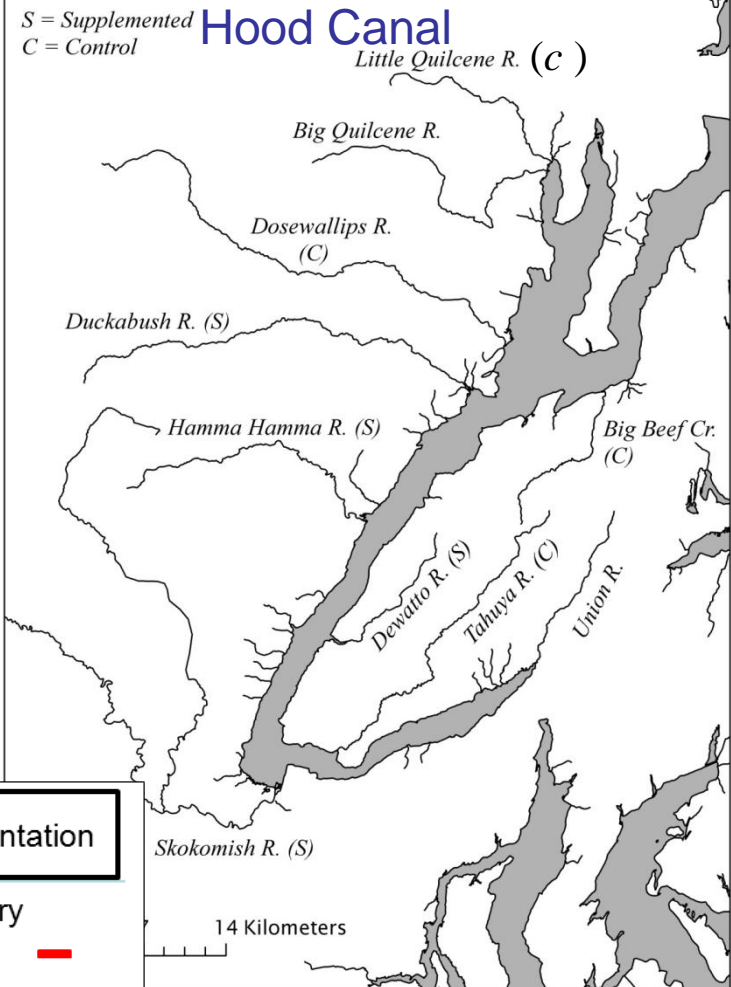 S = Supplemented
C = Control
Hood Canal
Little Quilcene R. (c )
Big Quilcene R.
Dosewallips R.
(C)
Duckabush R. (S)
Hamma Hamma R. (S)
Big Beef Cr.
(C)
Dewatto R. (S)
Tahuya R. (C)
Union R.
Skokomish R. (S)
ntation
ry
14 Kilometers